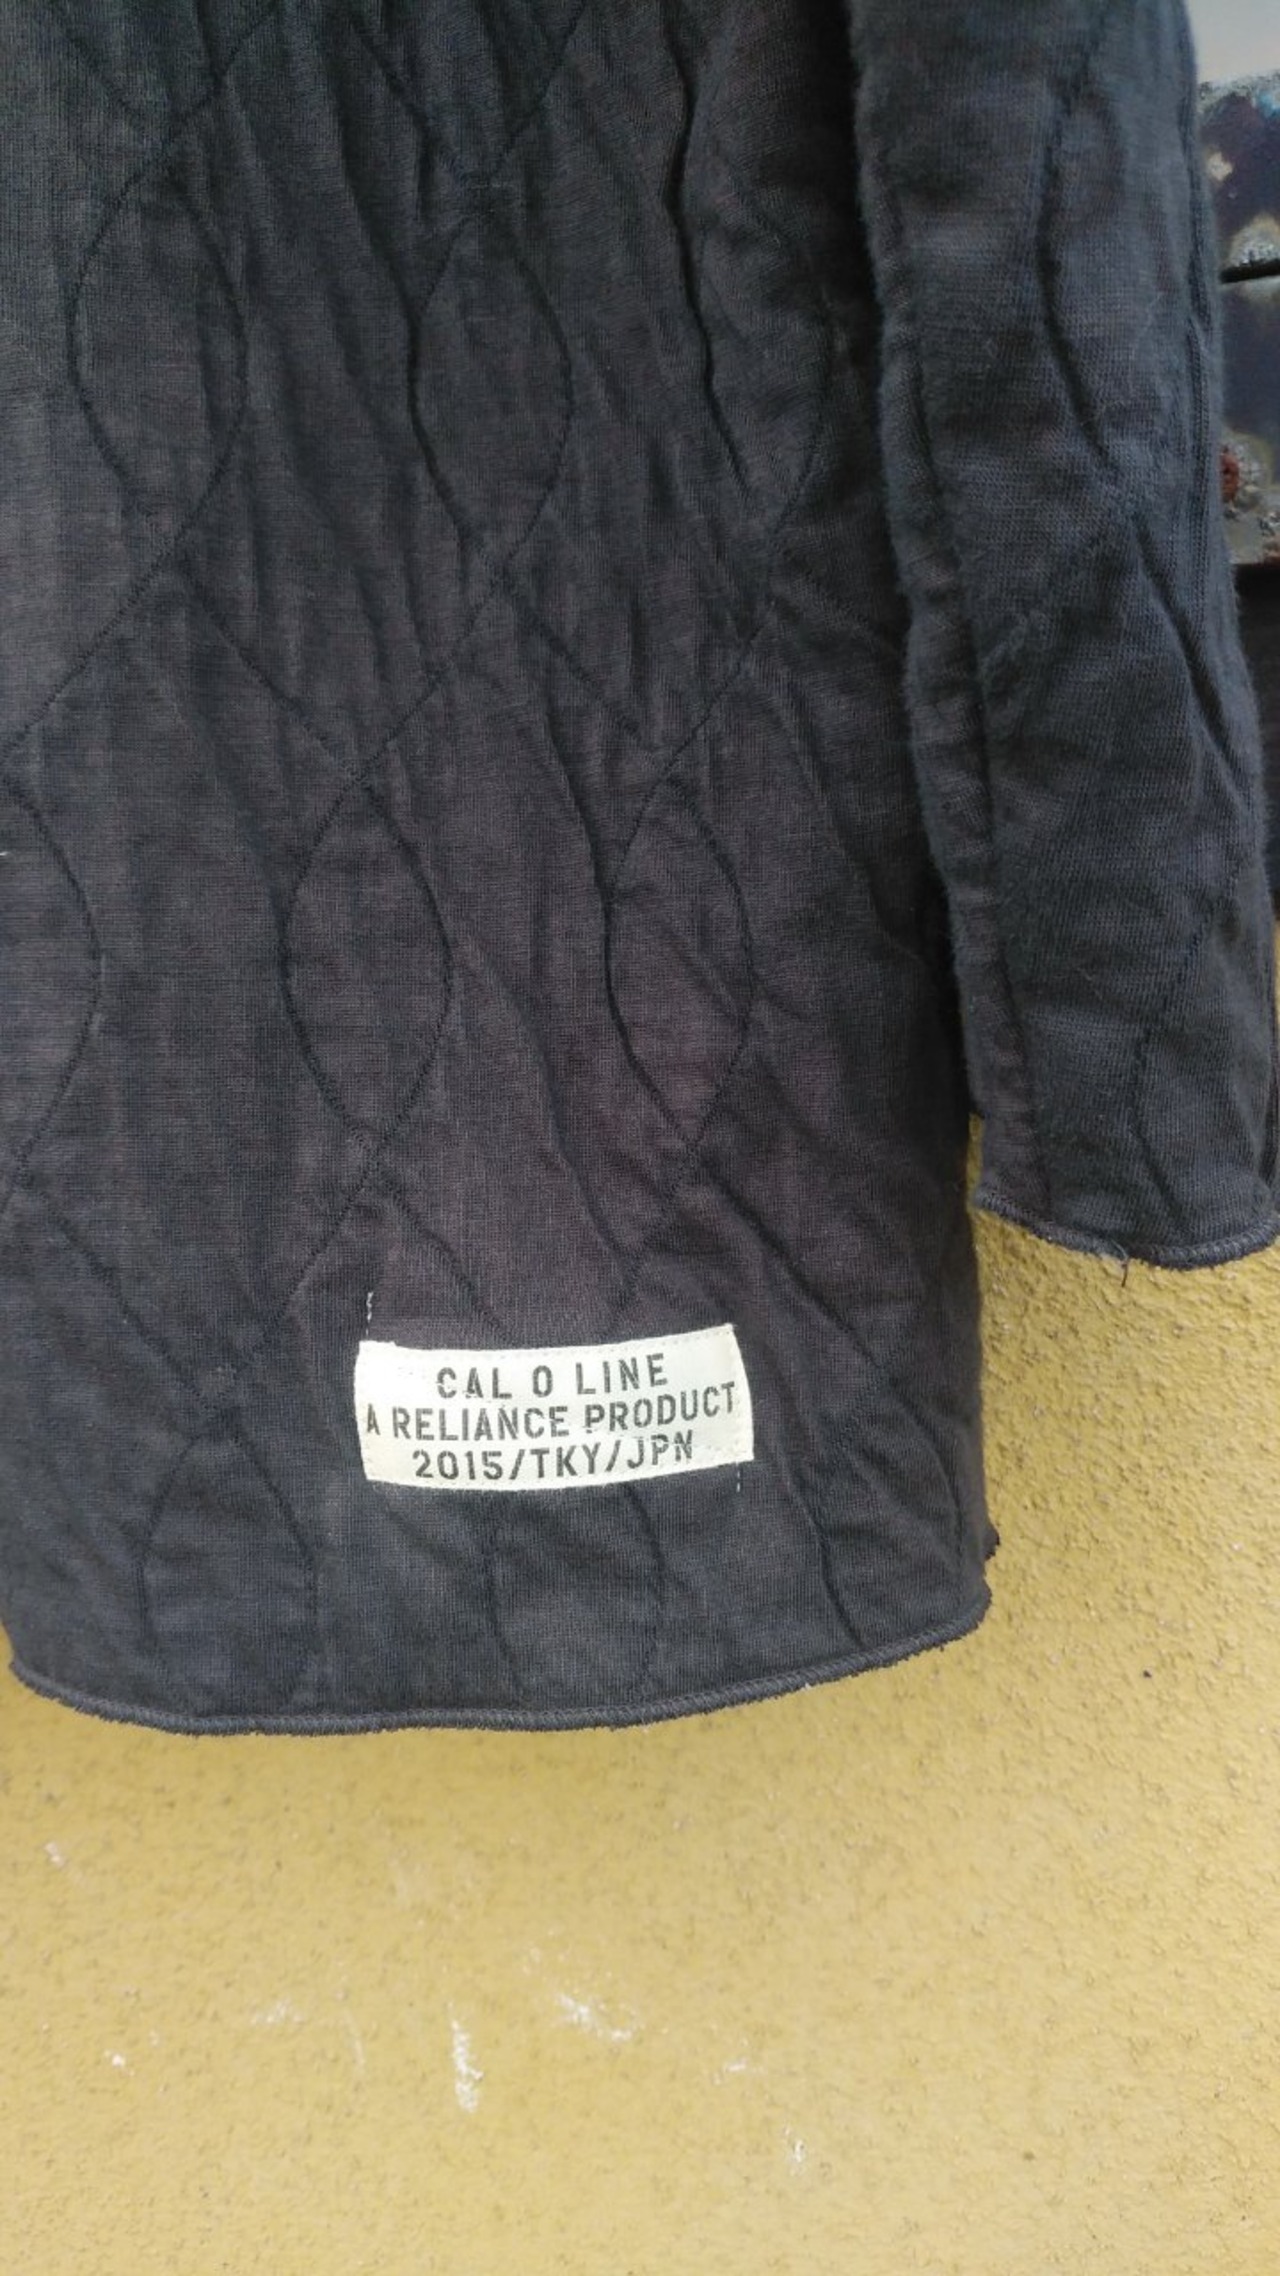 CAL O LINE
A RELIANCE PRODUCT
2015/TKY/JPN